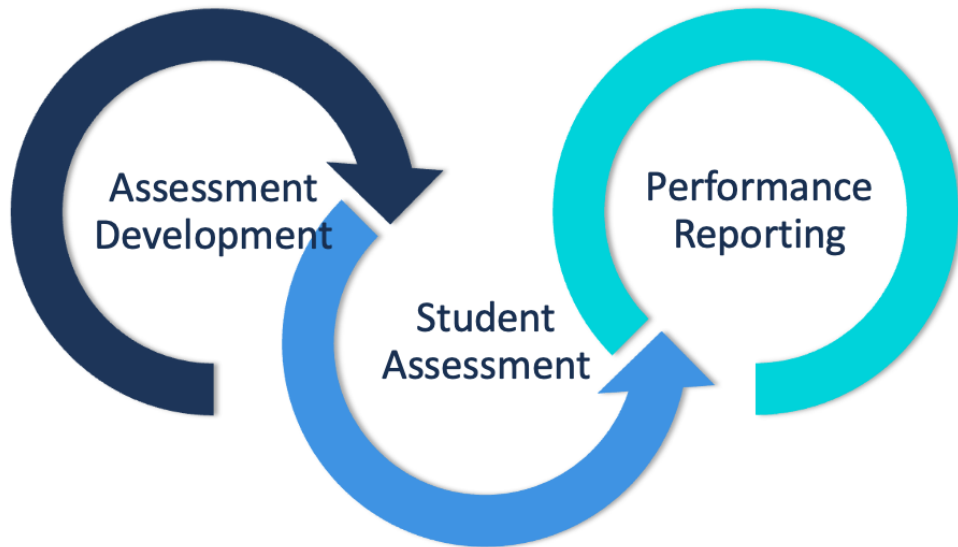 Assessment
Development
Student
Assessment
Performance
Reporting